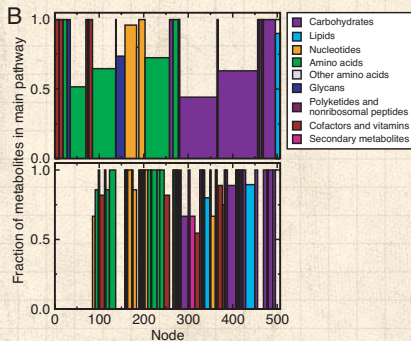 B
Fraction of metabolites in main pathway
1.0
0.5
0.0
1.0
0.5
0.0
0 100 200 300 400 500
Node
Carbohydrates
Lipids
Nucleotides
Amino acids
Other amino acids
Glycans
Polyketides and
nonribosomal peptides
Cofactors and vitamins
Secondary metabolites